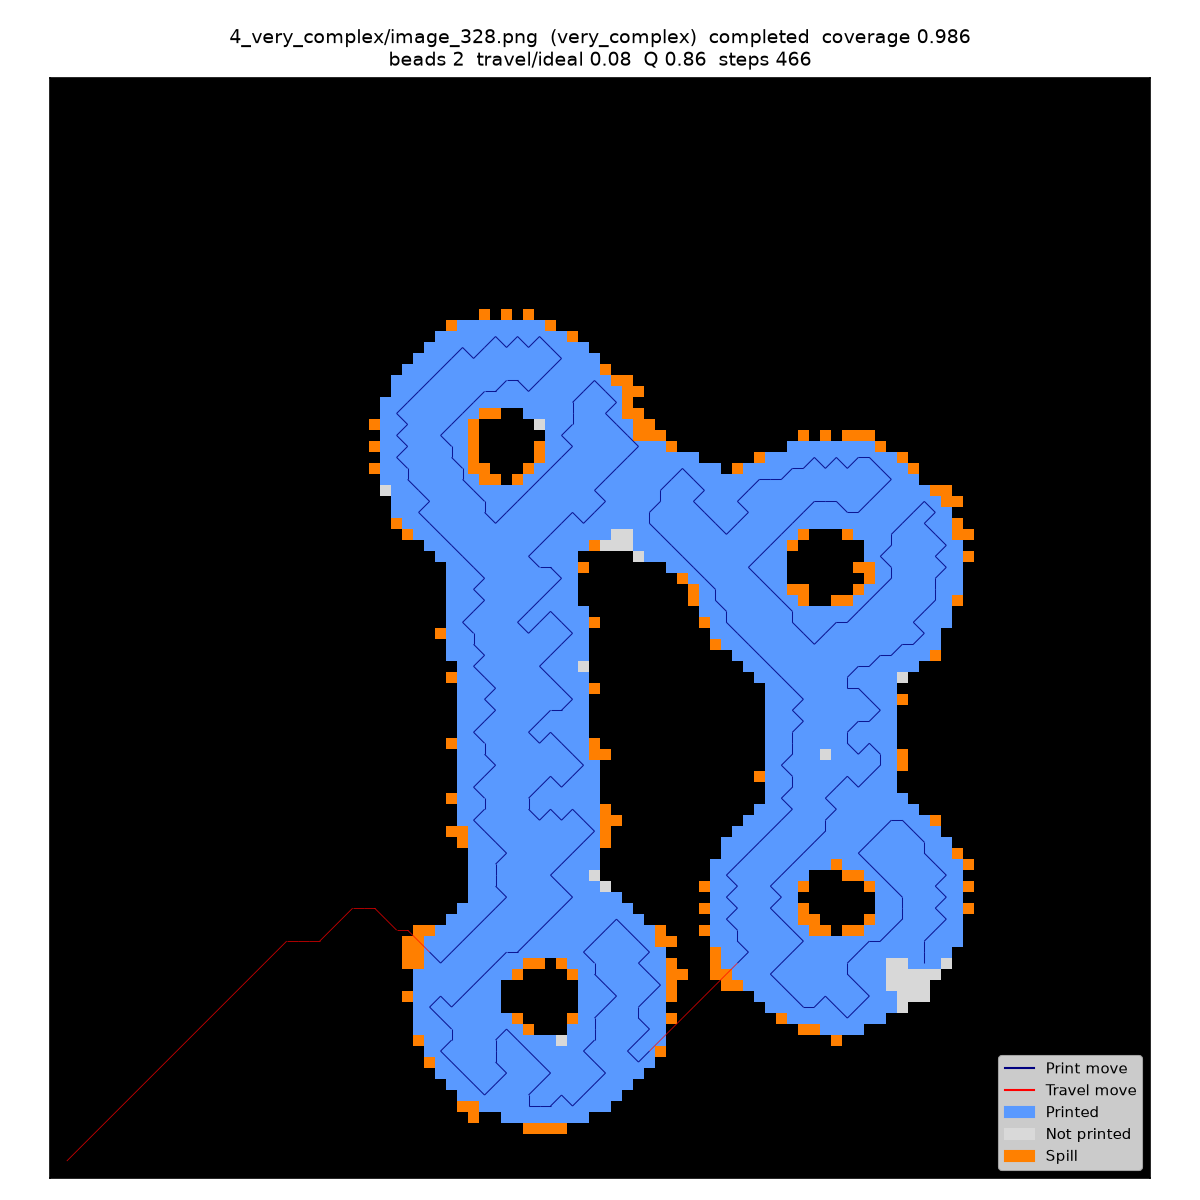 4_very_complex/image_328.png  (very_complex)  completed  coverage 0.986
beads 2  travel/ideal 0.08  Q 0.86  steps 466
Print move
Travel move
Printed
Not printed
Spill